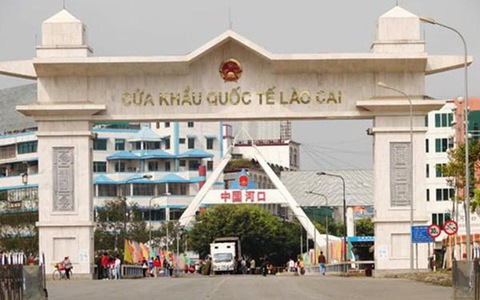 CỬA KHẨU QUỐC TẾ LÀO CAI
中国河口